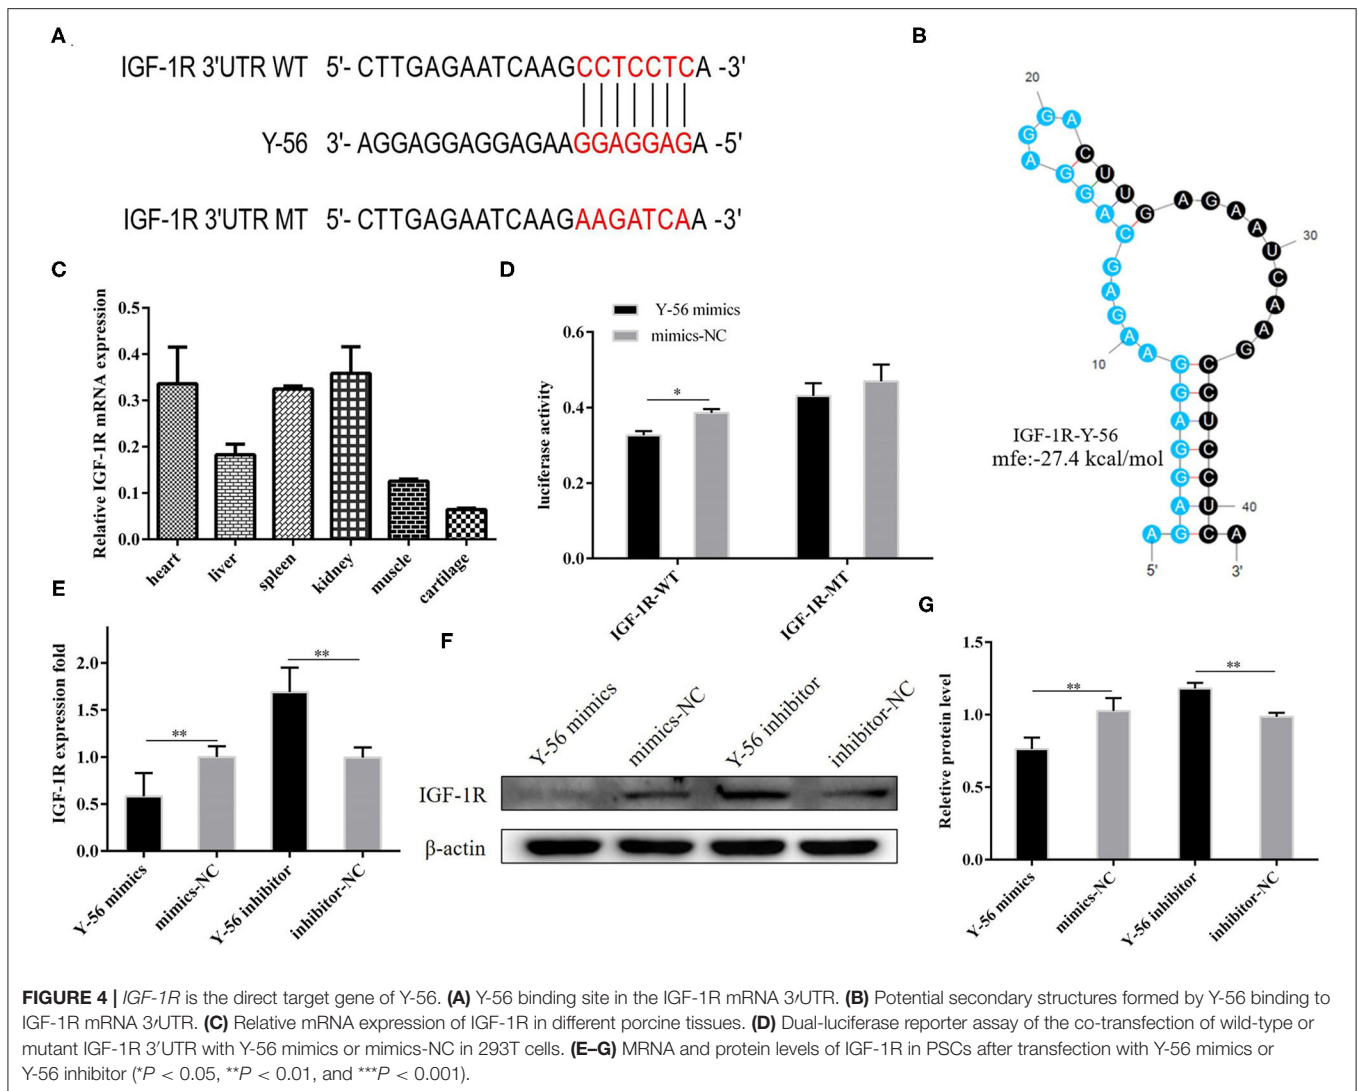 A
IGF-1R 3'UTR WT 5'- CTTGAGAATCAAGCCTCCTCA -3'
Y-56 3'- AGGAGGAGGAGAAGGAGGAGA -5'
IGF-1R 3'UTR MT 5'- CTTGAGAATCAAGAAGATCAA -3'
B
20
G G A
G C
A G U
G U
A G A G A A U C A A G
C
30
G A G A A
10
G G A G G A G A
C C U C C U C A
40
5'
3'
IGF-1R-Y-56
mfe:-27.4 kcal/mol
C
Relative IGF-1R mRNA expression
0.5
0.4
0.3
0.2
0.1
0.0
heart
liver
spleen
kidney
muscle
cartilage
D
Y-56 mimics
mimics-NC
luciferase activity
0.6
0.4
0.2
0.0
*
IGF-1R-WT
IGF-1R-MT
E
IGF-1R expression fold
2.0
1.5
1.0
0.5
0.0
**
**
Y-56 mimics
mimics-NC
Y-56 inhibitor
inhibitor-NC
F
Y-56 mimics
mimics-NC
Y-56 inhibitor
inhibitor-NC
IGF-1R
β-actin
G
Reletive protein level
1.5
1.0
0.5
0.0
**
**
Y-56 mimics
mimics-NC
Y-56 inhibitor
inhibitor-NC
FIGURE 4 | IGF-1R is the direct target gene of Y-56. (A) Y-56 binding site in the IGF-1R mRNA 3′UTR. (B) Potential secondary structures formed by Y-56 binding to
IGF-1R mRNA 3′UTR. (C) Relative mRNA expression of IGF-1R in different porcine tissues. (D) Dual-luciferase reporter assay of the co-transfection of wild-type or
mutant IGF-1R 3′UTR with Y-56 mimics or mimics-NC in 293T cells. (E–G) MRNA and protein levels of IGF-1R in PSCs after transfection with Y-56 mimics or
Y-56 inhibitor (*P < 0.05, **P < 0.01, and ***P < 0.001).